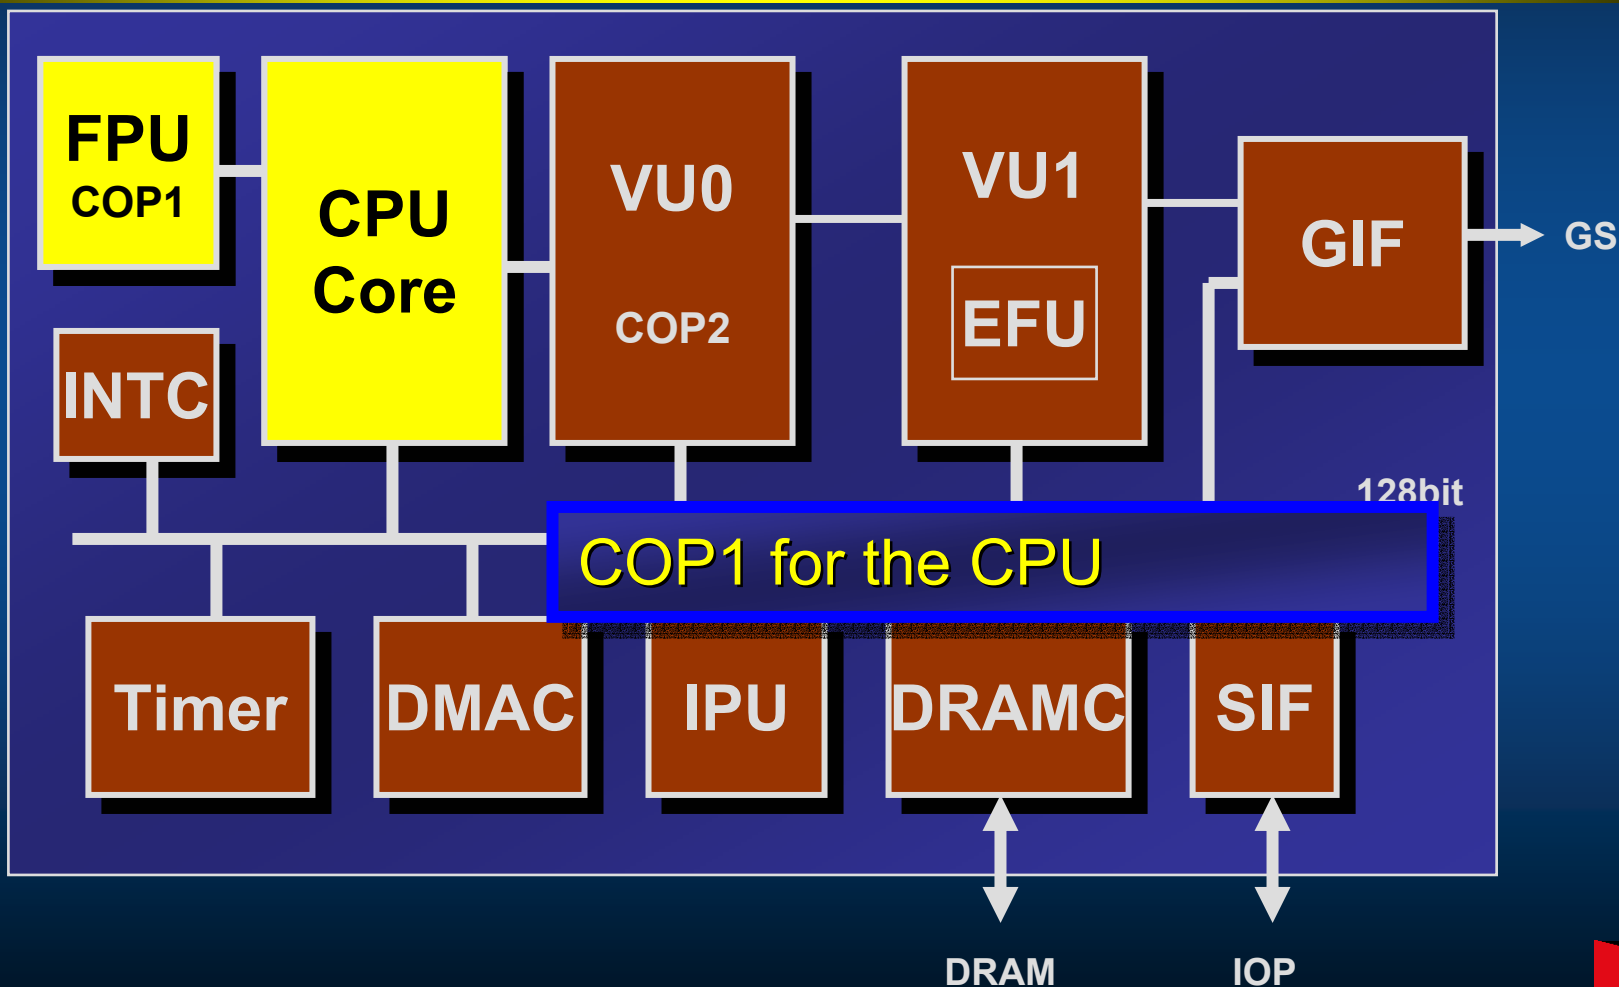 FPU
COP1
CPU
Core
VU0
COP2
VU1
EFU
GIF
GS
INTC
128bit
COP1 for the CPU
Timer
DMAC
IPU
DRAMC
SIF
DRAM
IOP